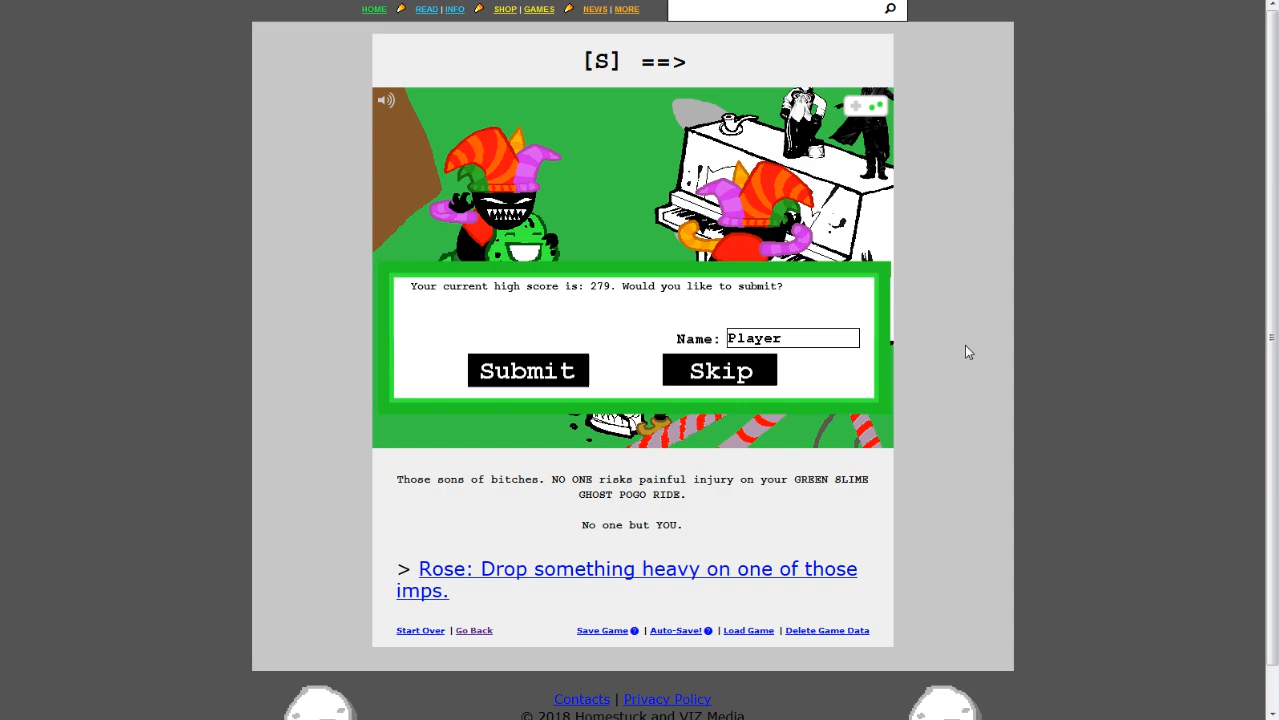 HOME READ | INFO SHOP | GAMES NEWS | MORE
[S] ==>
Your current high score is: 279. Would you like to submit?
Name: Player
Submit Skip
Those sons of bitches. NO ONE risks painful injury on your GREEN SLIME
GHOST POGO RIDE.
No one but YOU.
> Rose: Drop something heavy on one of those
imps.
Start Over | Go Back Save Game ? | Auto-Save! ? | Load Game | Delete Game Data
Contacts | Privacy Policy
© 2018 Homestuck and VIZ Media